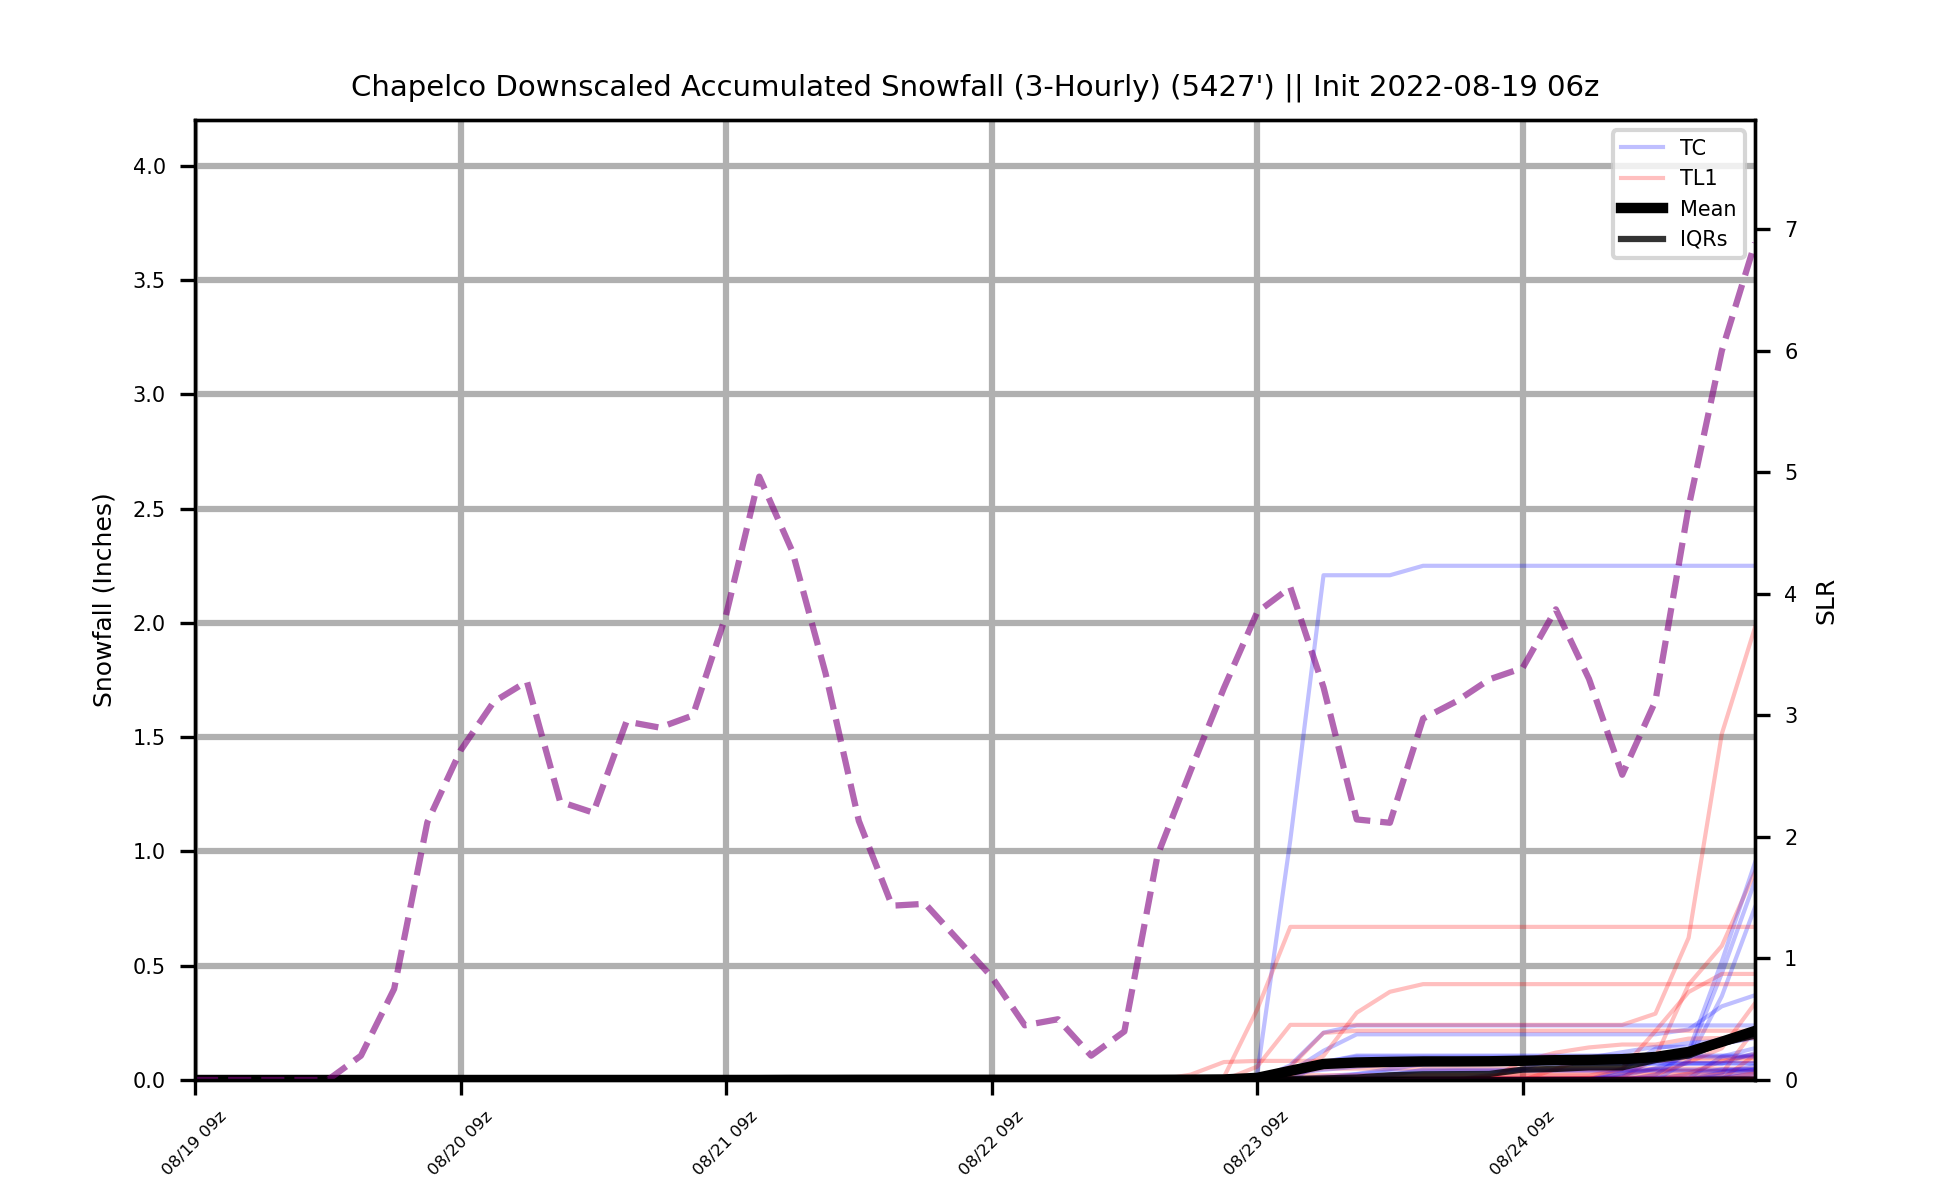 Chapelco Downscaled Accumulated Snowfall (3-Hourly) (5427') || Init 2022-08-19 06z
TC
TL1
Mean
IQRs
Snowfall (Inches)
4.0
3.5
3.0
2.5
2.0
1.5
1.0
0.5
0.0
7
6
5
4
3
2
1
0
SLR
08/19 09z
08/20 09z
08/21 09z
08/22 09z
08/23 09z
08/24 09z